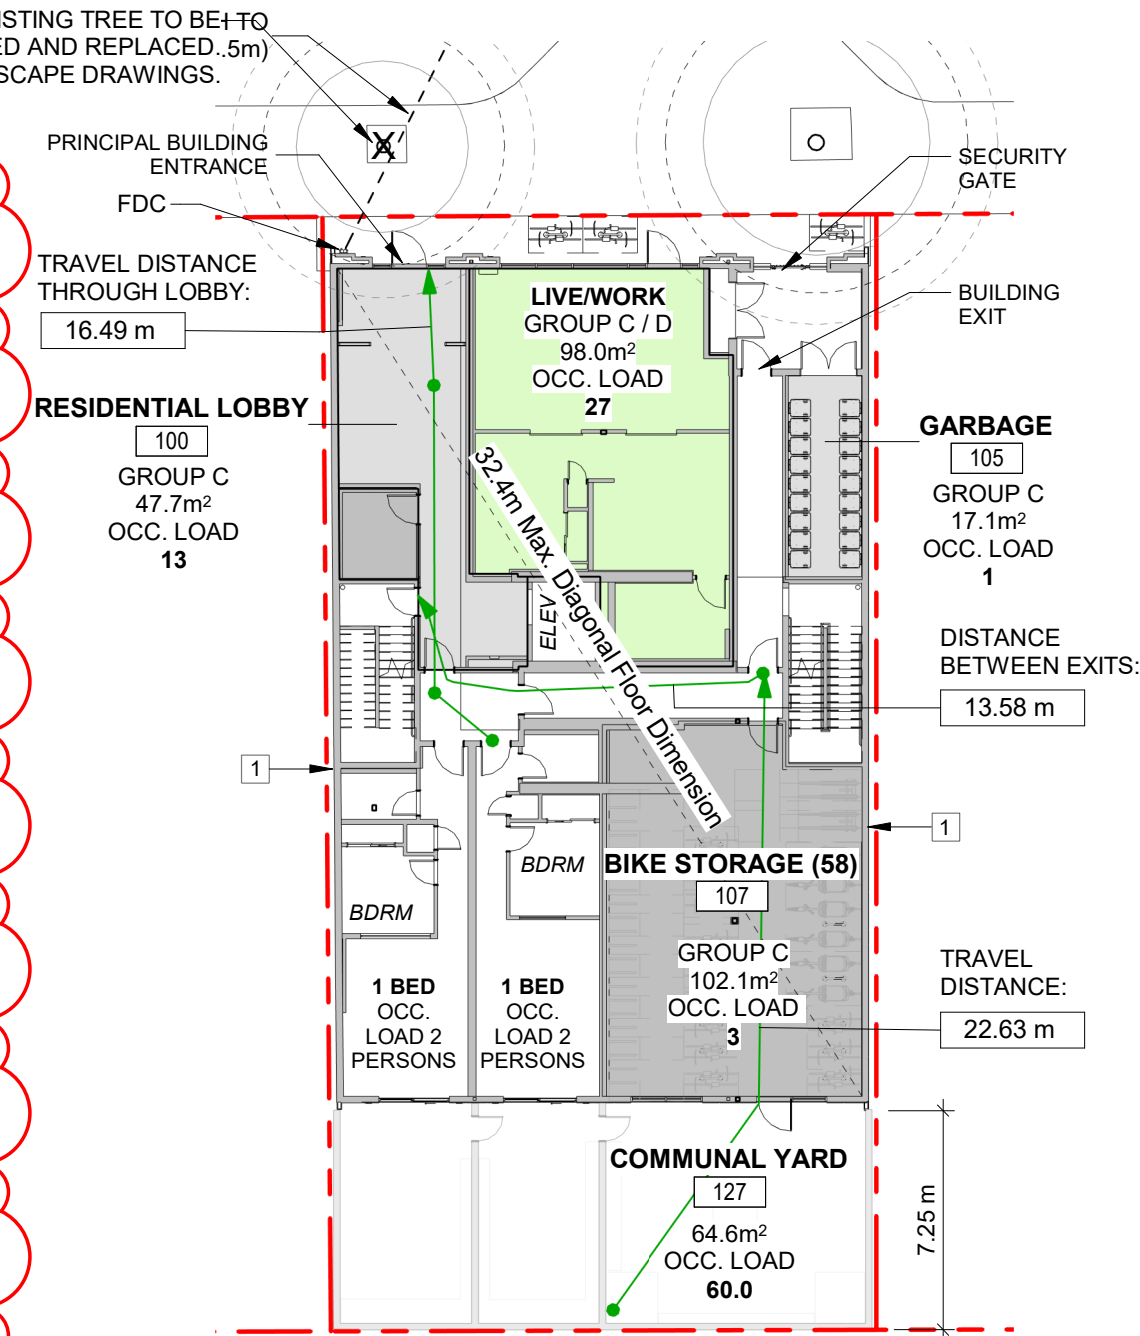 ISTING TREE TO BE
TO
ED AND REPLACED.
.5m)
SCAPE DRAWINGS.
PRINCIPAL BUILDING
ENTRANCE
FDC
SECURITY
GATE
TRAVEL DISTANCE
THROUGH LOBBY:
16.49 m
BUILDING
EXIT
LIVE/WORK
GROUP C / D
98.0m²
OCC. LOAD
27
RESIDENTIAL LOBBY
100
GROUP C
47.7m²
OCC. LOAD
13
GARBAGE
105
GROUP C
17.1m²
OCC. LOAD
1
32.4m Max. Diagonal Floor Dimension
ELEV
DISTANCE
BETWEEN EXITS:
13.58 m
1
1
BDRM
BDRM
BIKE STORAGE (58)
107
GROUP C
102.1m²
OCC. LOAD
3
1 BED
OCC.
LOAD 2
PERSONS
1 BED
OCC.
LOAD 2
PERSONS
TRAVEL
DISTANCE:
22.63 m
COMMUNAL YARD
127
64.6m²
OCC. LOAD
60.0
7.25 m